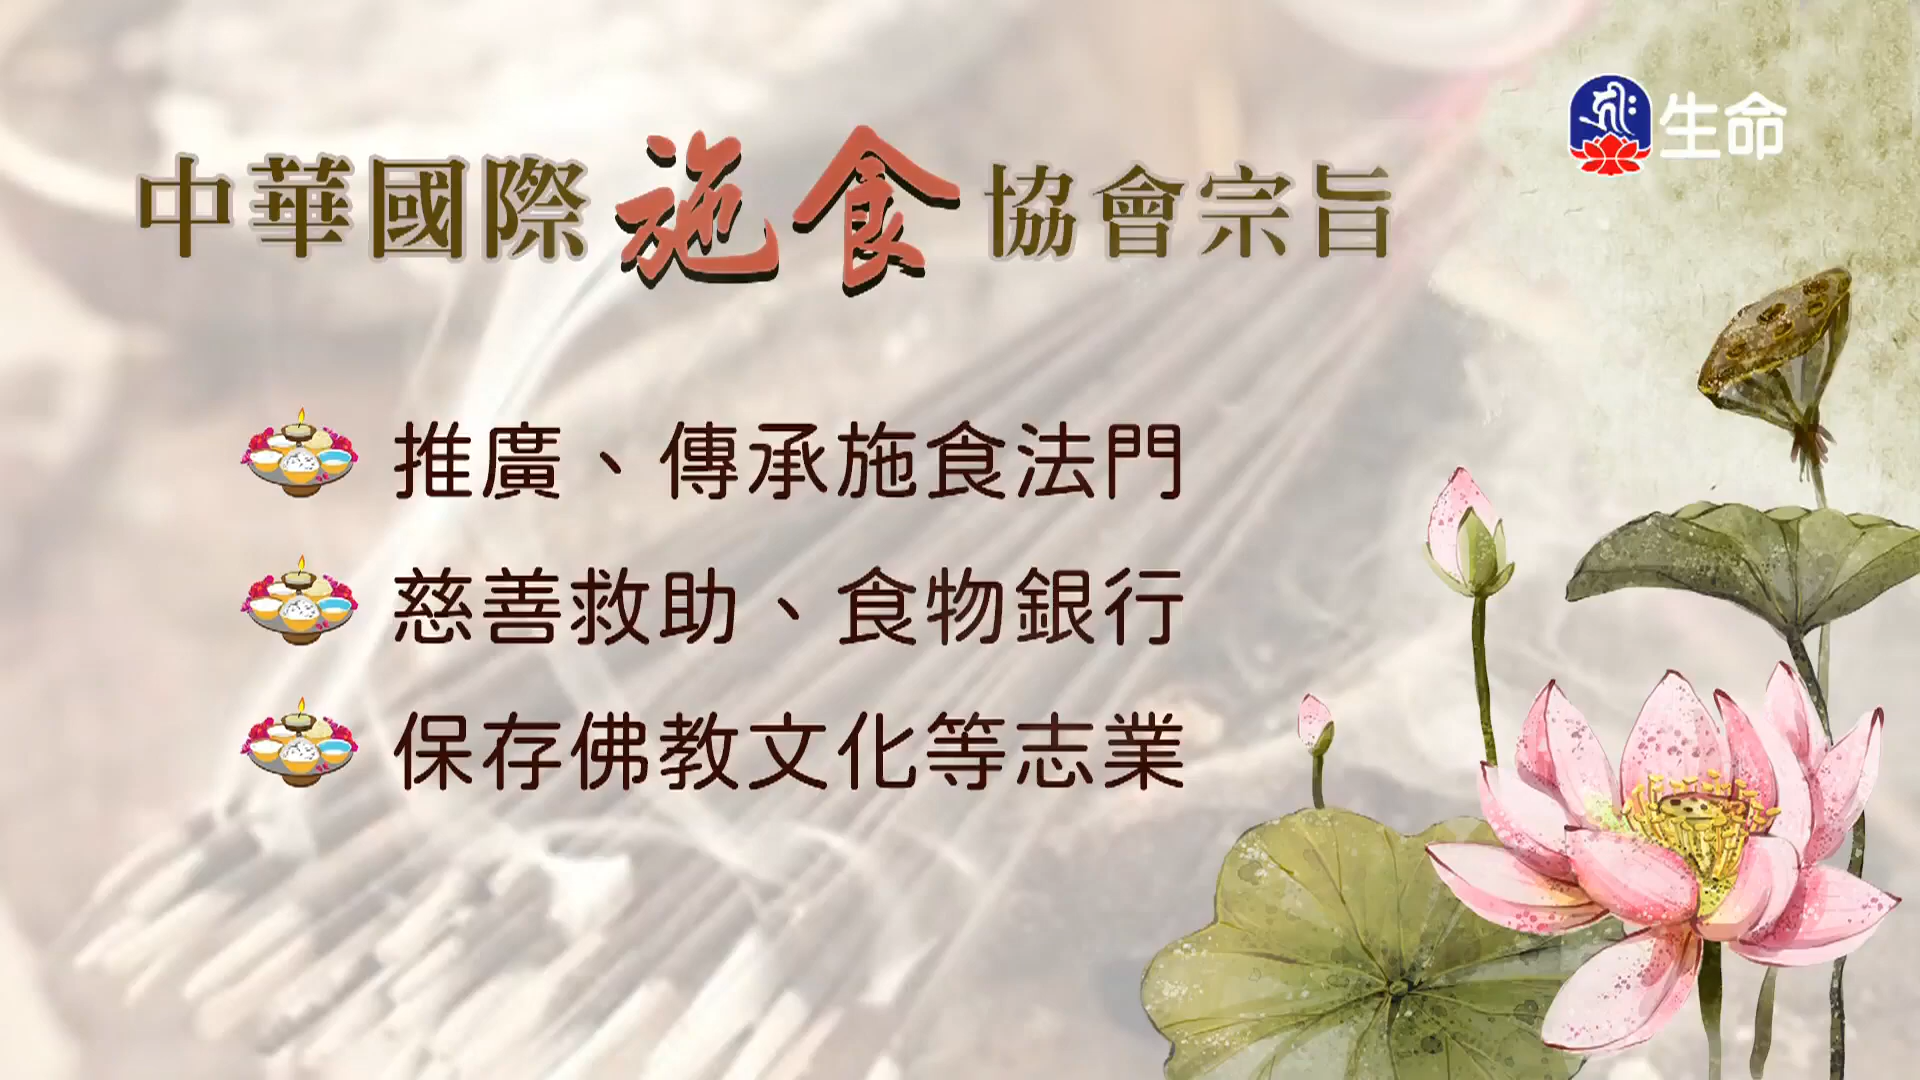 生命
中華國際施食協會宗旨
推廣、傳承施食法門
慈善救助、食物銀行
保存佛教文化等志業